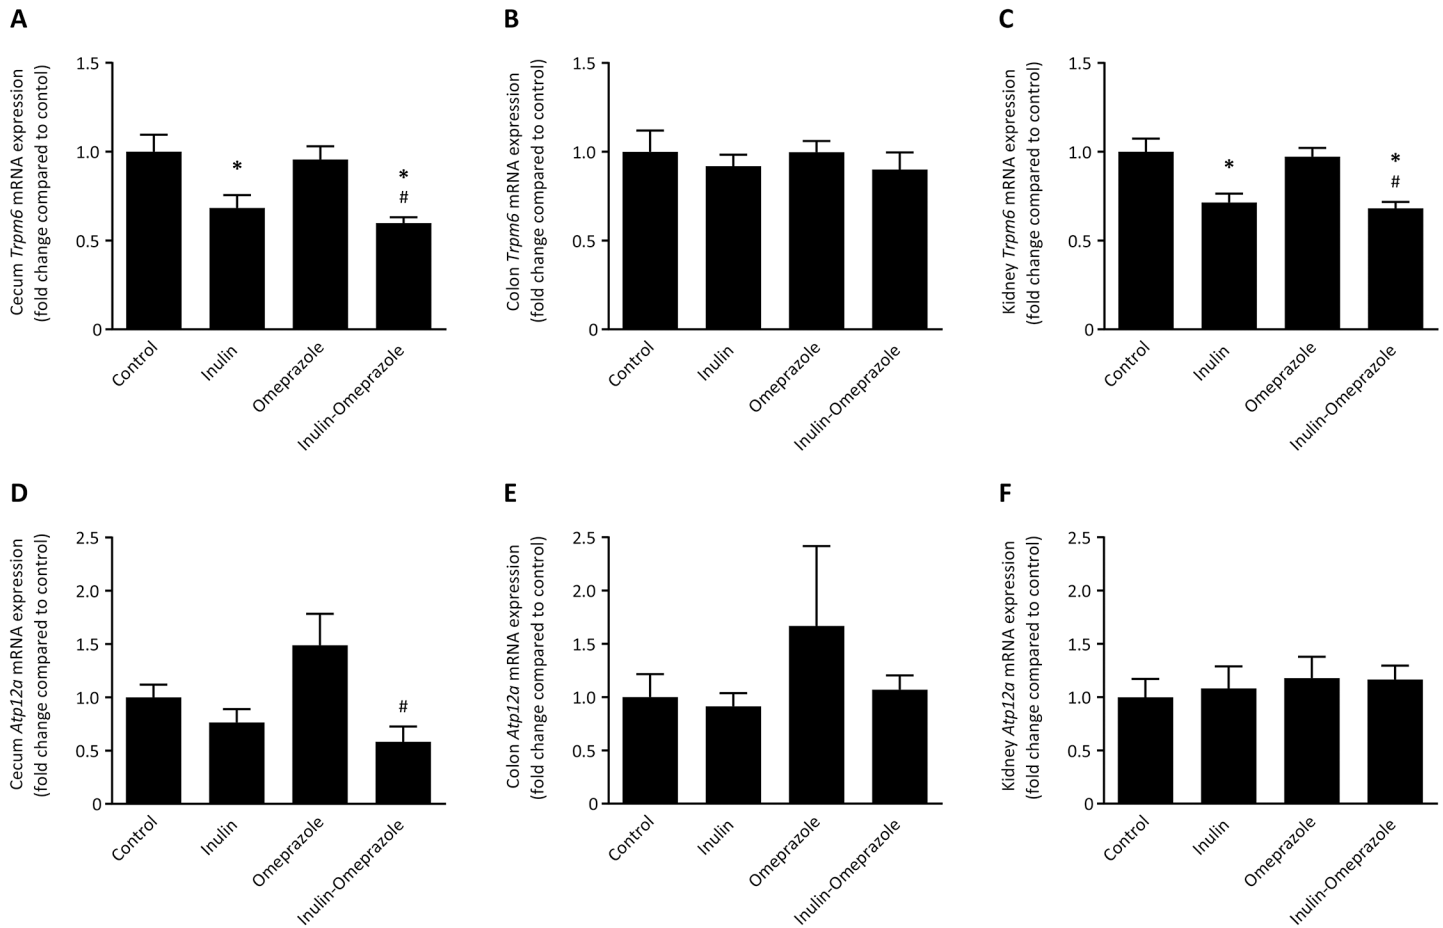 A
Cecum Trpm6 mRNA expression
(fold change compared to contol)
1.5
1.0
0.5
0
*
*
#
Control
Inulin
Omeprazole
Inulin-Omeprazole
B
Colon Trpm6 mRNA expression
(fold change compared to control)
1.5
1.0
0.5
0
Control
Inulin
Omeprazole
Inulin-Omeprazole
C
Kidney Trpm6 mRNA expression
(fold change compared to control)
1.5
1.0
0.5
0
*
*
#
Control
Inulin
Omeprazole
Inulin-Omeprazole
D
Cecum Atp12a mRNA expression
(fold change compared to control)
2.5
2.0
1.5
1.0
0.5
0
#
Control
Inulin
Omeprazole
Inulin-Omeprazole
E
Colon Atp12a mRNA expression
(fold change compared to control)
2.5
2.0
1.5
1.0
0.5
0
Control
Inulin
Omeprazole
Inulin-Omeprazole
F
Kidney Atp12a mRNA expression
(fold change compared to control)
2.5
2.0
1.5
1.0
0.5
0
Control
Inulin
Omeprazole
Inulin-Omeprazole